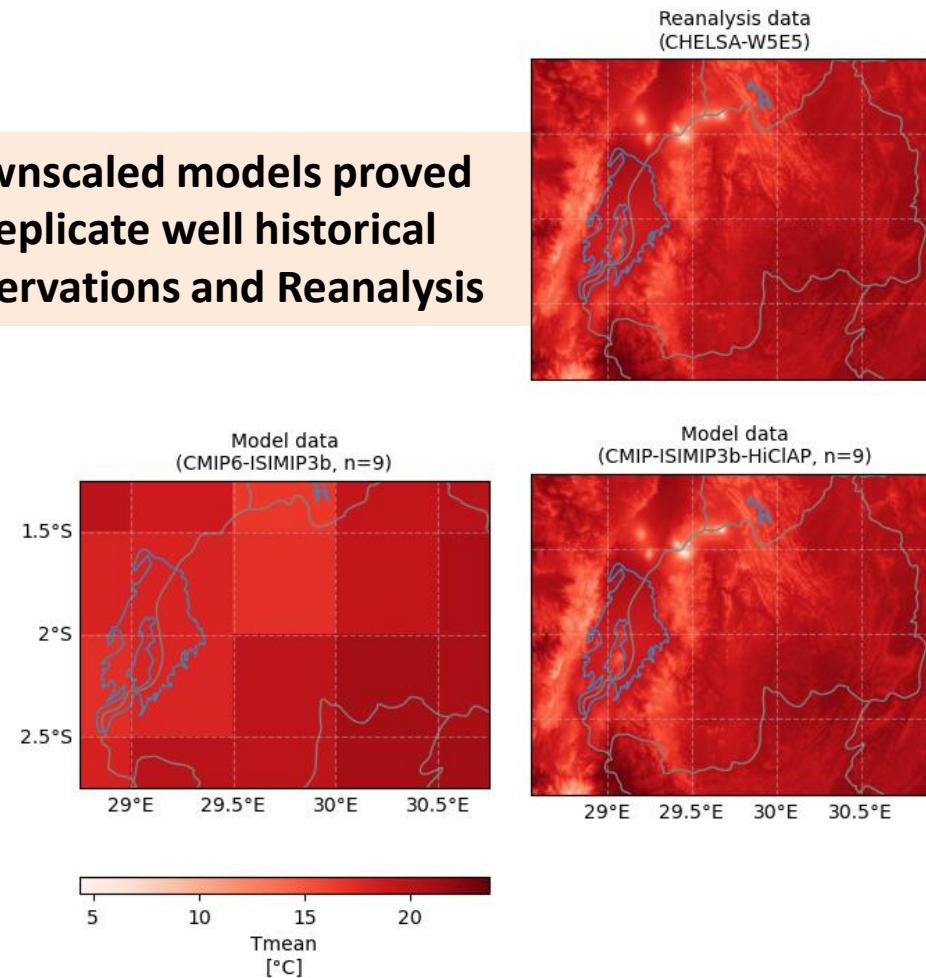 Reanalysis data
(CHELSA-W5E5)
wnscaled models proved
eplicate well historical
ervations and Reanalysis
Model data
(CMIP6-ISIMIP3b, n=9)
Model data
(CMIP-ISIMIP3b-HiClAP, n=9)
1.5°S
2°S
2.5°S
29°E 29.5°E 30°E 30.5°E
29°E 29.5°E 30°E 30.5°E
5 10 15 20
Tmean
[°C]